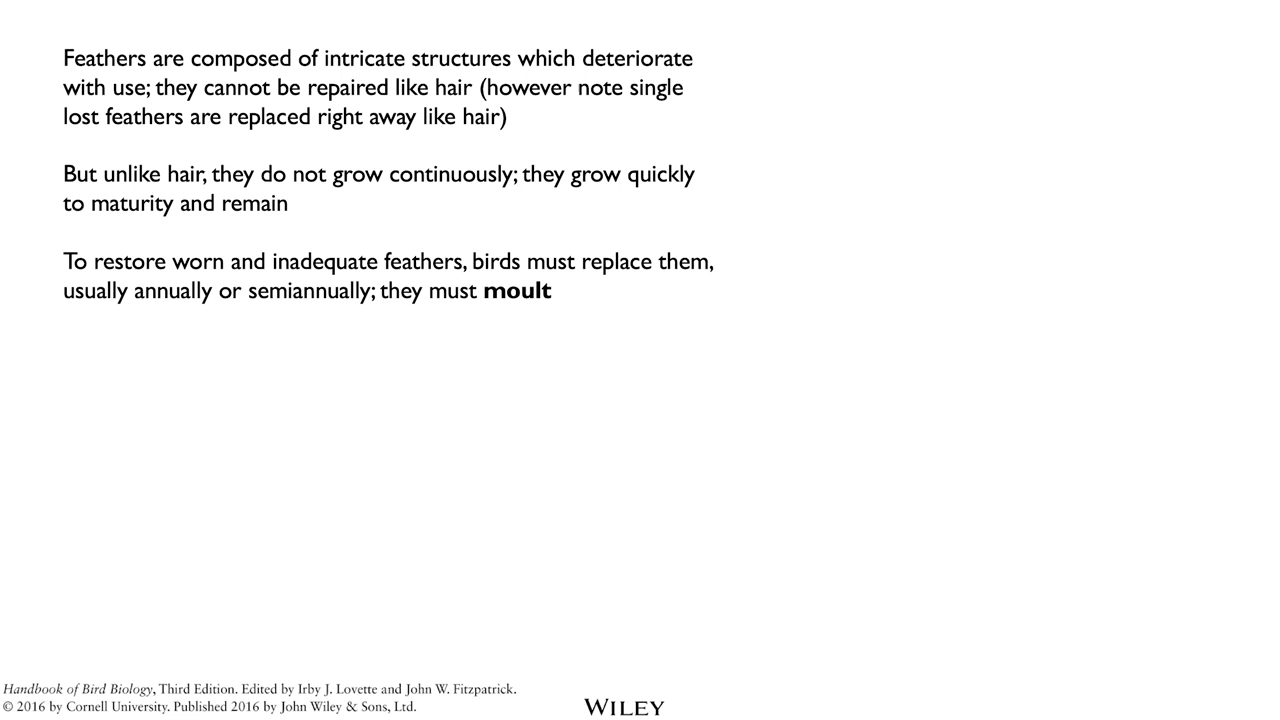 Feathers are composed of intricate structures which deteriorate
with use; they cannot be repaired like hair (however note single
lost feathers are replaced right away like hair)
But unlike hair, they do not grow continuously; they grow quickly
to maturity and remain
To restore worn and inadequate feathers, birds must replace them,
usually annually or semiannually; they must moult
Handbook of Bird Biology, Third Edition. Edited by Irby J. Lovette and John W. Fitzpatrick.
© 2016 by Cornell University. Published 2016 by John Wiley & Sons, Ltd.
WILEY